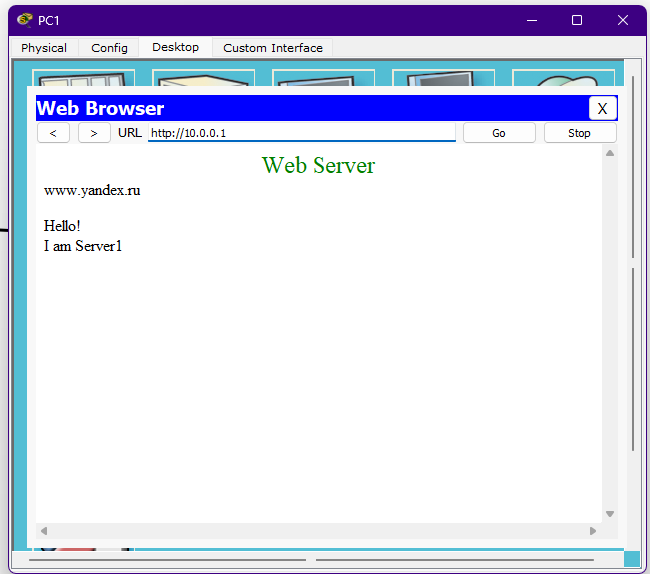 PC1
Physical Config Desktop Custom Interface
Web Browser X
< > URL http://10.0.0.1 Go Stop
Web Server
www.yandex.ru
Hello!
I am Server1